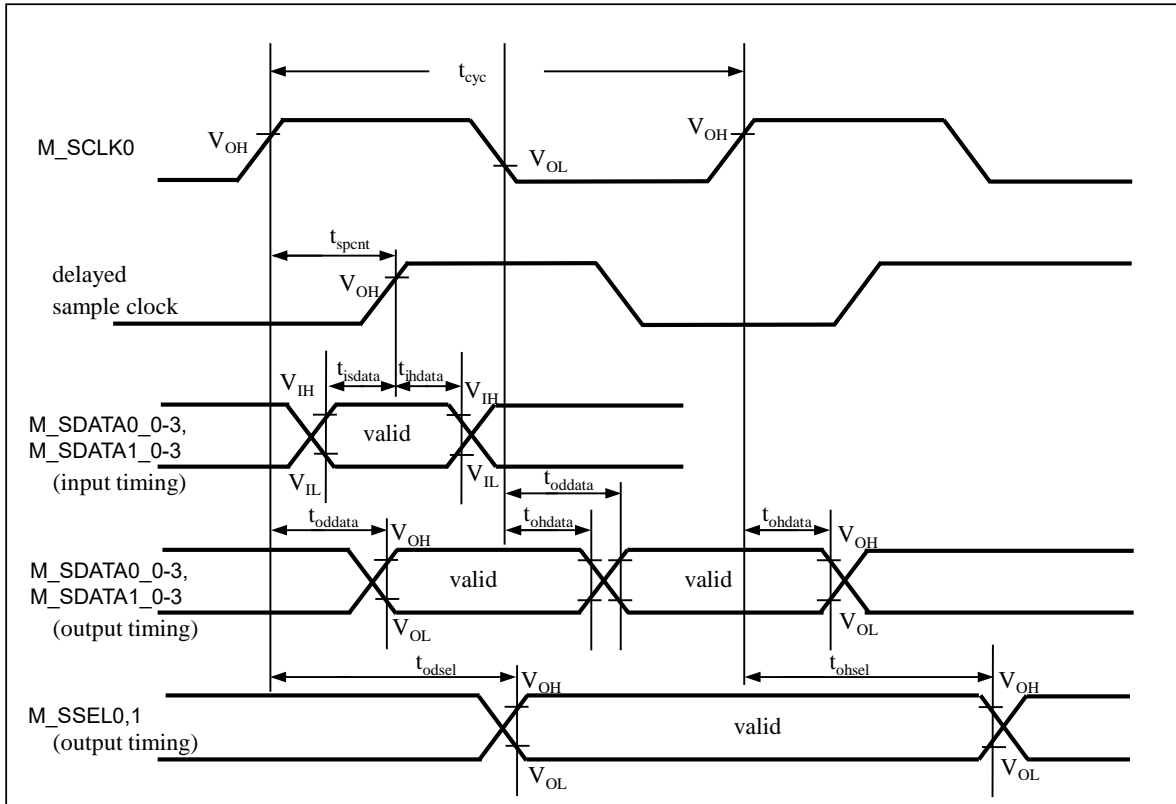 t_cyc
M_SCLK0
V_OH
V_OL
V_OH
t_spcnt
delayed
sample clock
V_OH
t_isdata
t_ihdata
V_IH
V_IH
M_SDATA0_0-3,
M_SDATA1_0-3
(input timing)
valid
V_IL
V_IL
t_oddata
t_oddata
t_ohdata
t_ohdata
V_OH
V_OH
M_SDATA0_0-3,
M_SDATA1_0-3
(output timing)
valid
valid
V_OL
V_OL
t_odsel
t_ohsel
V_OH
V_OH
M_SSEL0,1
(output timing)
valid
V_OL
V_OL